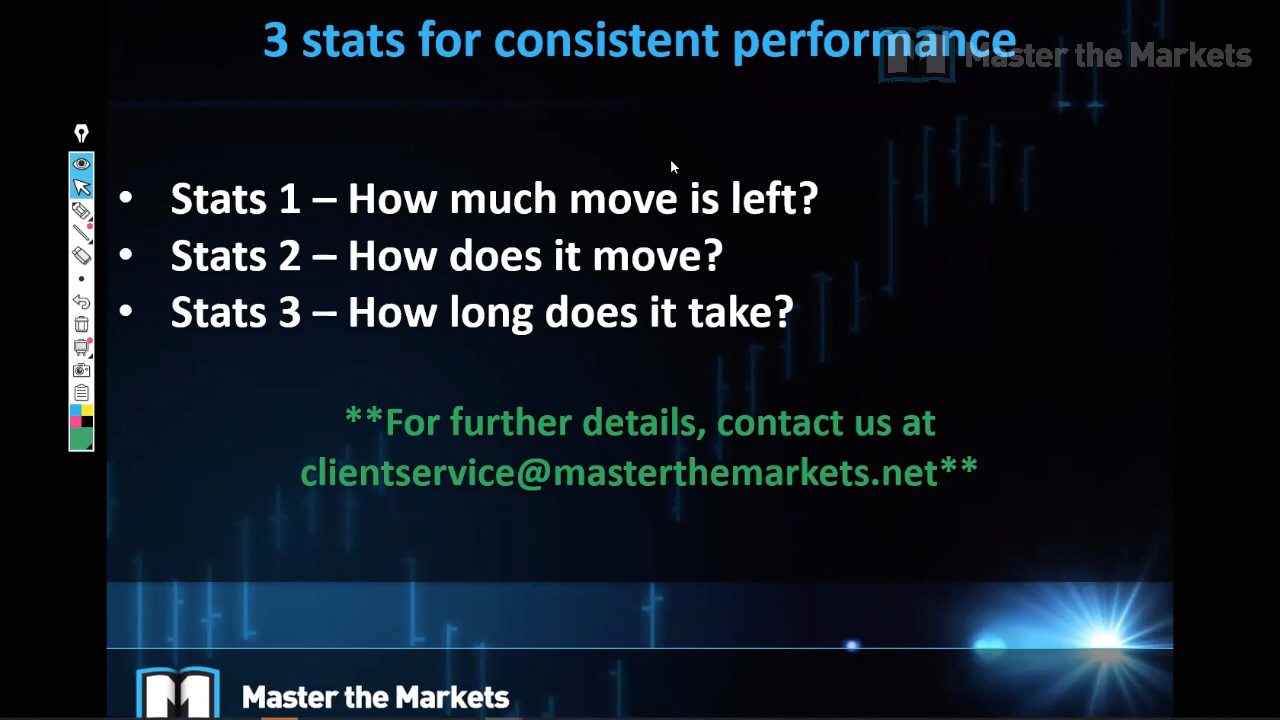 3 stats for consistent performance
Master the Markets
• Stats 1 – How much move is left?
• Stats 2 – How does it move?
• Stats 3 – How long does it take?
**For further details, contact us at
clientservice@masterthemarkets.net**
Master the Markets